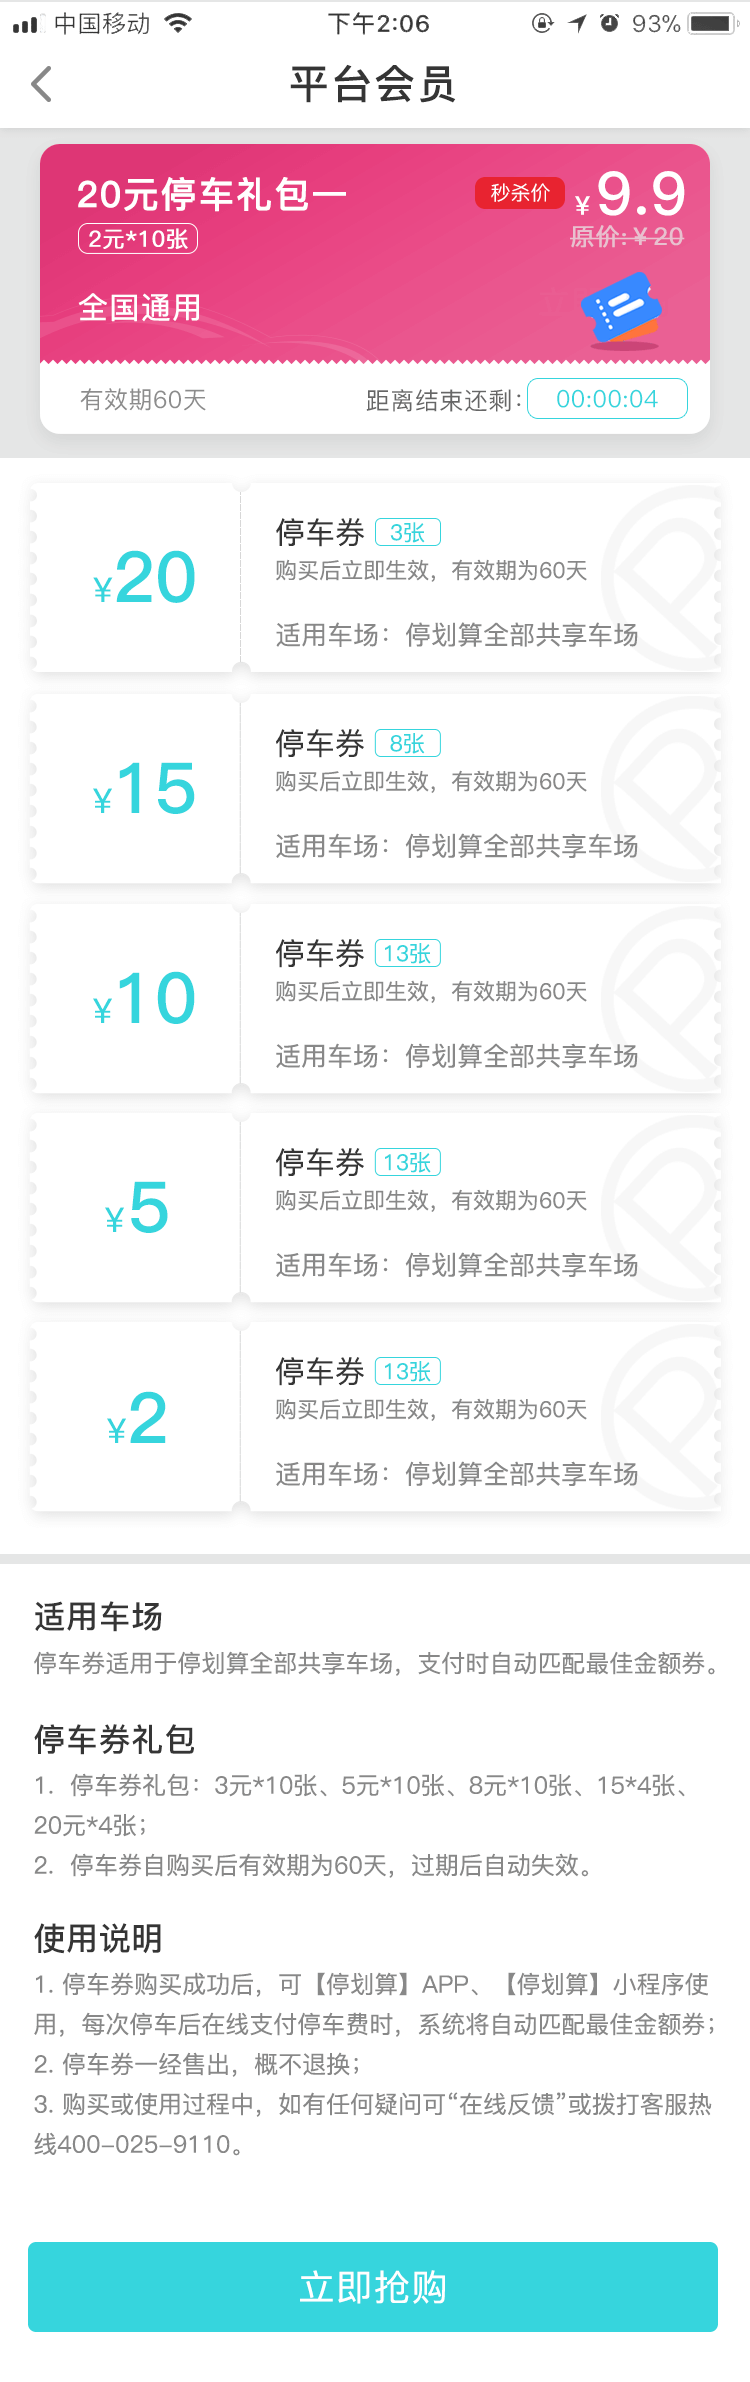 中国移动
下午2:06
93%
平台会员
20元停车礼包一
秒杀价
¥9.9
2元*10张
原价:¥20
全国通用
有效期60天
距离结束还剩:
00:00:04
¥20
停车券
3张
购买后立即生效，有效期为60天
适用车场：停划算全部共享车场
¥15
停车券
8张
购买后立即生效，有效期为60天
适用车场：停划算全部共享车场
¥10
停车券
13张
购买后立即生效，有效期为60天
适用车场：停划算全部共享车场
¥5
停车券
13张
购买后立即生效，有效期为60天
适用车场：停划算全部共享车场
¥2
停车券
13张
购买后立即生效，有效期为60天
适用车场：停划算全部共享车场
适用车场
停车券适用于停划算全部共享车场，支付时自动匹配最佳金额券。
停车券礼包
1. 停车券礼包：3元*10张、5元*10张、8元*10张、15*4张、
20元*4张；
2. 停车券自购买后有效期为60天，过期后自动失效。
使用说明
1. 停车券购买成功后，可【停划算】APP、【停划算】小程序使
用，每次停车后在线支付停车费时，系统将自动匹配最佳金额券；
2. 停车券一经售出，概不退换；
3. 购买或使用过程中，如有任何疑问可“在线反馈”或拨打客服热
线400-025-9110。
立即抢购